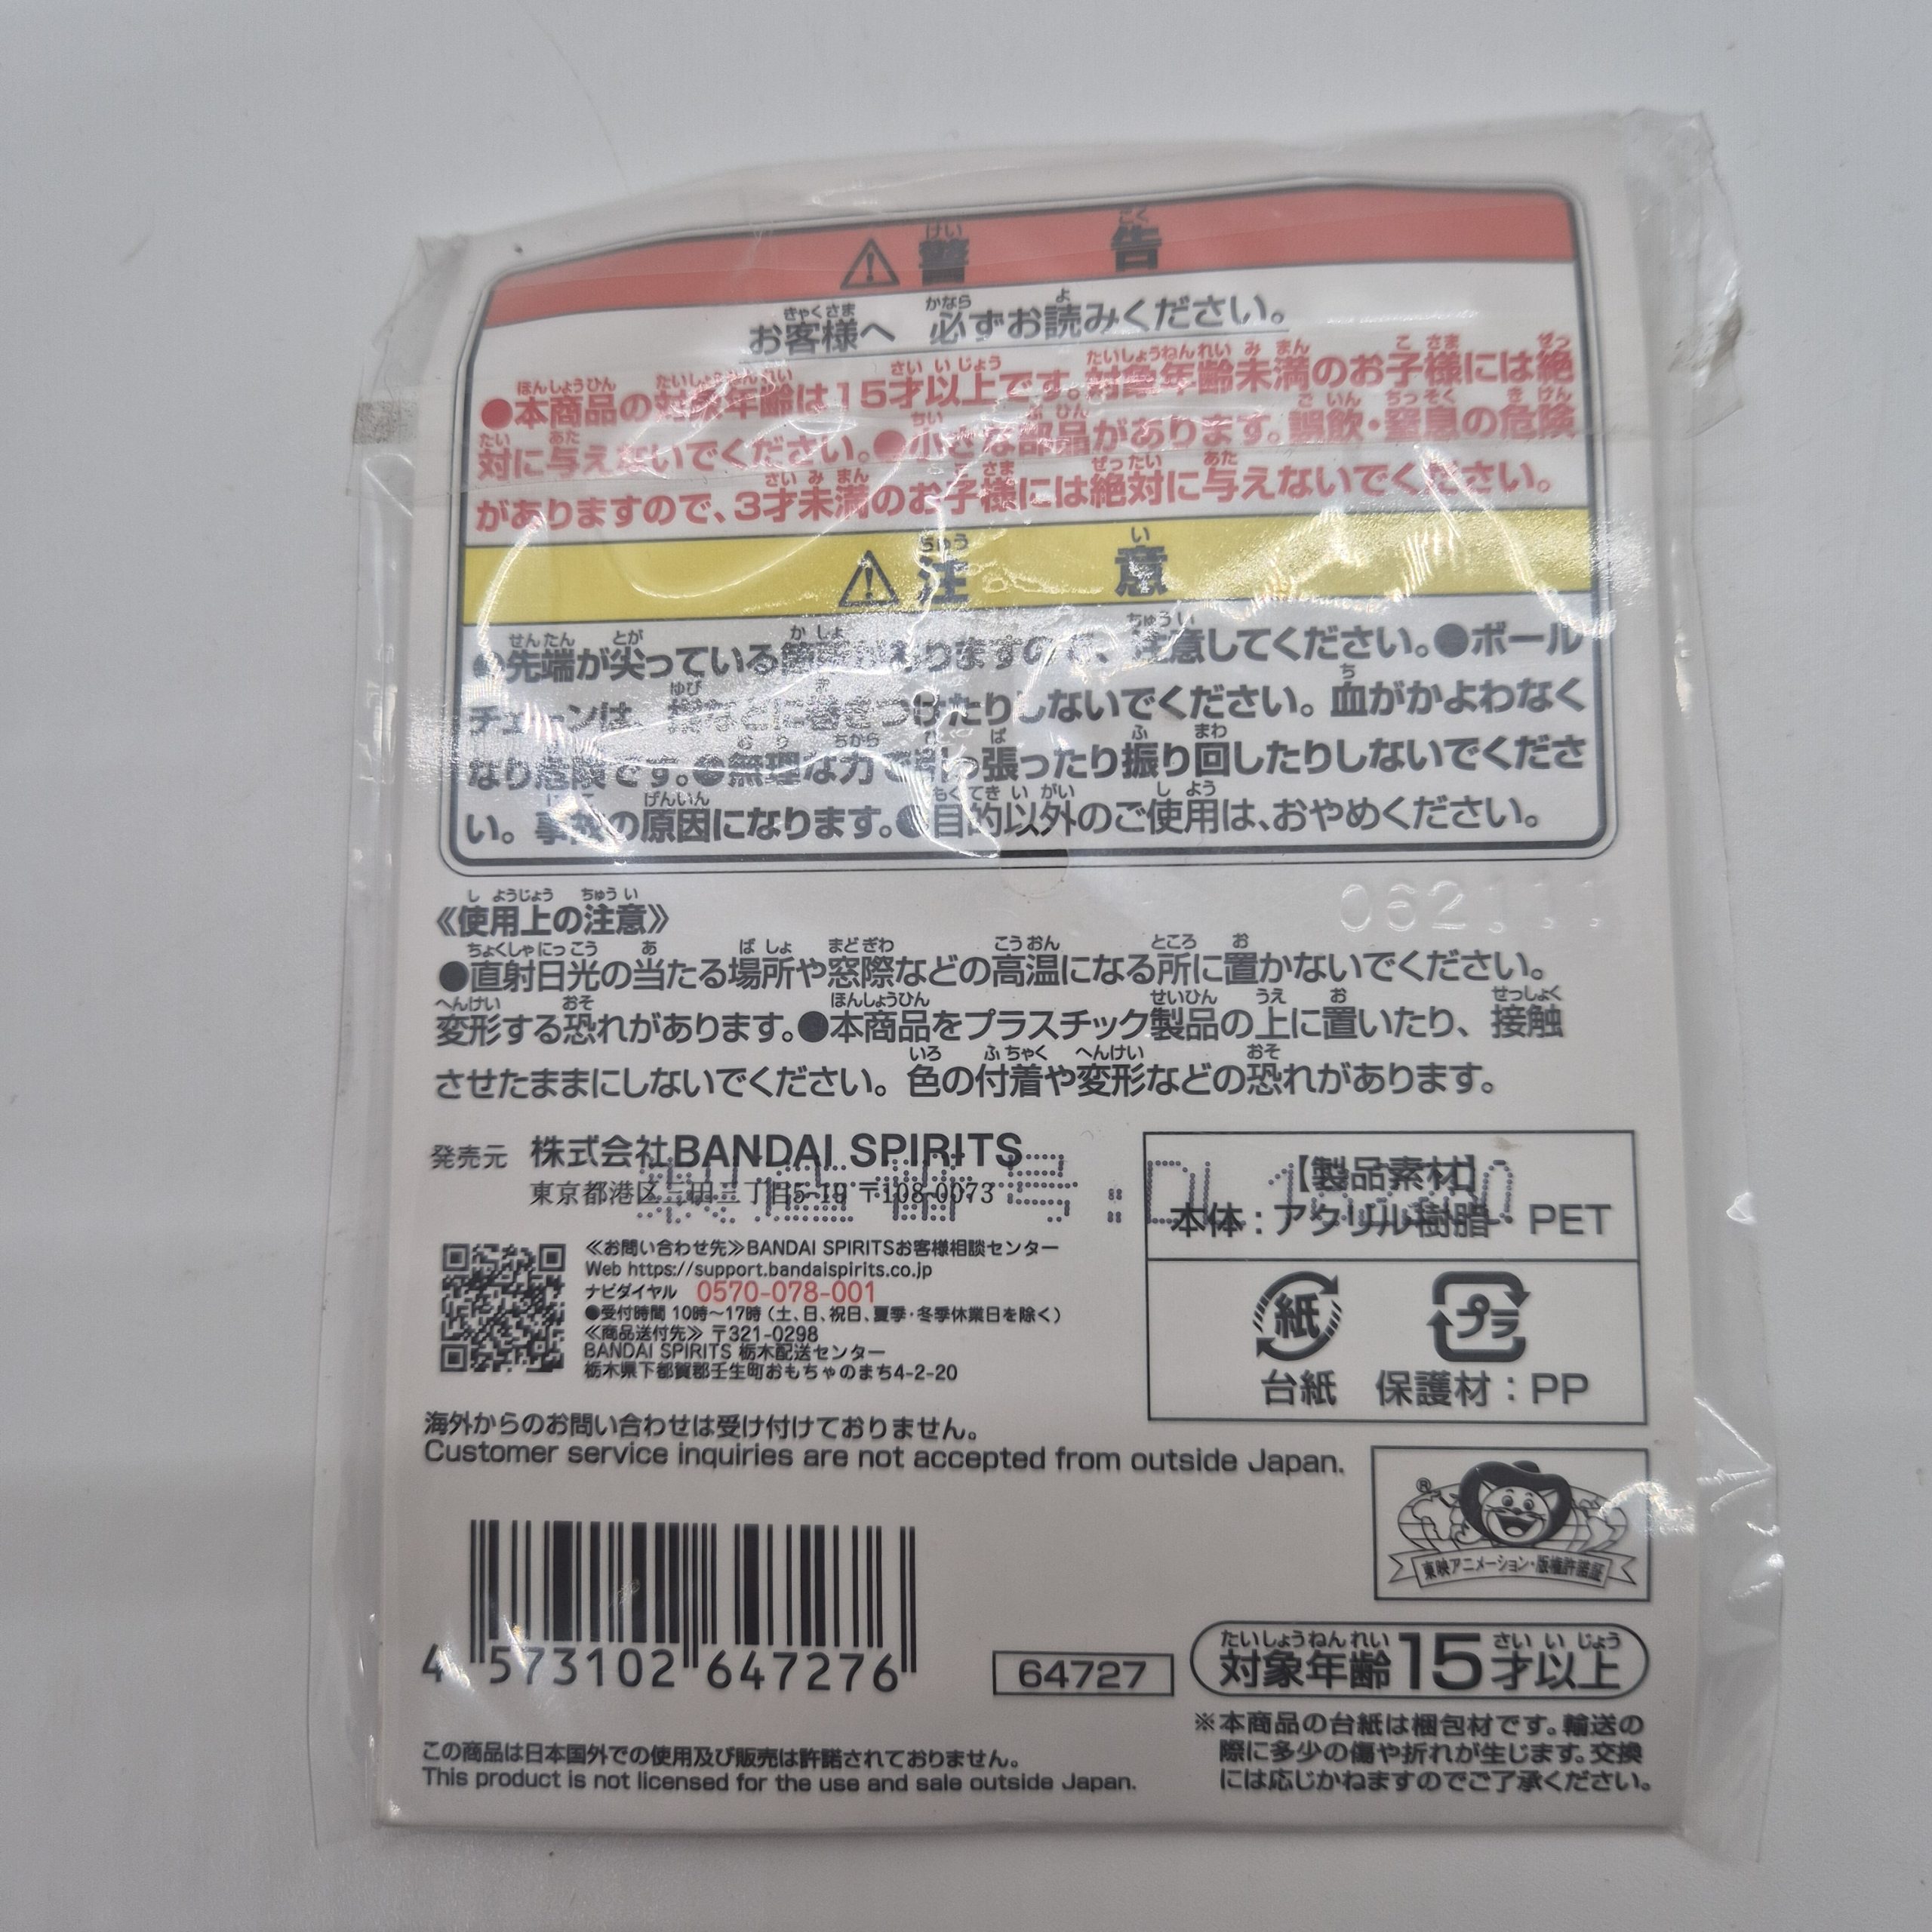 ⚠警告
お客様へ 必ずお読みください。
●本商品の対象年齢は15才以上です。対象年齢未満のお子様には絶
対に与えないでください。●小さな部品があります。誤飲・窒息の危険
がありますので、3才未満のお子様には絶対に与えないでください。
⚠注意
●先端が尖っている箇所がありますので、注意してください。●ボール
チェーンは、指などに巻きつけたりしないでください。血がかよわなく
なり危険です。●無理な力で引っ張ったり振り回したりしないでくださ
い。事故の原因になります。●目的以外のご使用は、おやめください。
062111
《使用上の注意》
●直射日光の当たる場所や窓際などの高温になる所に置かないでください。
変形する恐れがあります。●本商品をプラスチック製品の上に置いたり、接触
させたままにしないでください。色の付着や変形などの恐れがあります。
発売元 株式会社BANDAI SPIRITS
東京都港区三田三丁目5-19 〒108-0073
≪お問い合わせ先≫BANDAI SPIRITSお客様相談センター
Web https://support.bandaispirits.co.jp
ナビダイヤル 0570-078-001
●受付時間 10時～17時（土、日、祝日、夏季・冬季休業日を除く）
≪商品送付先≫ 〒321-0298
BANDAI SPIRITS 栃木配送センター
栃木県下都賀郡壬生町おもちゃのまち4-2-20
【製品素材】
本体：アクリル樹脂・PET
紙 プラ
台紙 保護材：PP
海外からのお問い合わせは受け付けておりません。
Customer service inquiries are not accepted from outside Japan.
®
東映アニメーション・版権許諾証
4 573102 647276
64727
対象年齢15才以上
※本商品の台紙は梱包材です。輸送の
際に多少の傷や折れが生じます。交換
には応じかねますのでご了承ください。
この商品は日本国外での使用及び販売は許諾されておりません。
This product is not licensed for the use and sale outside Japan.